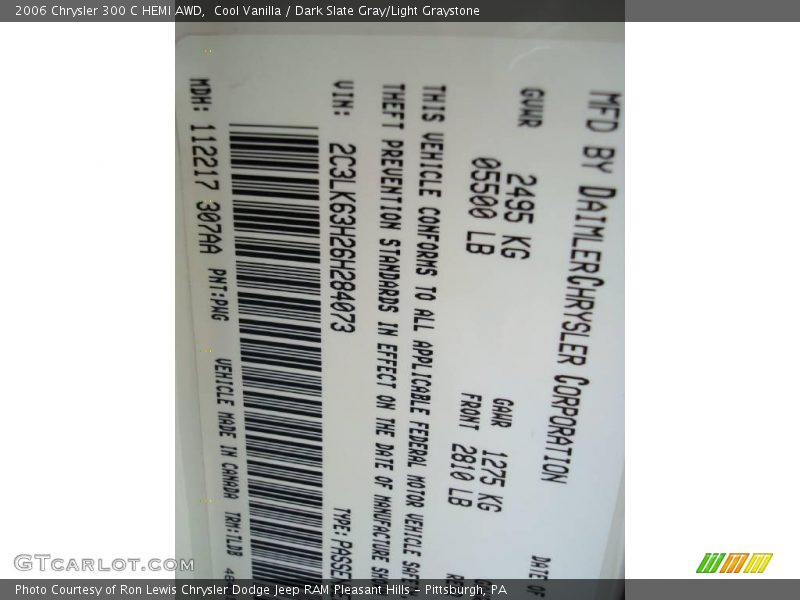 2006 Chrysler 300 C HEMI AWD,  Cool Vanilla / Dark Slate Gray/Light Graystone
MFD BY DAIMLERCHRYSLER CORPORATION
DATE OF
GVWR 2495 KG
05500 LB
GAWR 1275 KG
FRONT 2810 LB
THIS VEHICLE CONFORMS TO ALL APPLICABLE FEDERAL MOTOR VEHICLE
THEFT PREVENTION STANDARDS IN EFFECT ON THE DATE OF MANUFACTURE
VIN: 2C3LK63H26H284073
TYPE:
MDH: 112217 307AA PNT:PWG VEHICLE MADE IN CANADA TRM:TLDB
GTCarLot.com
Photo Courtesy of Ron Lewis Chrysler Dodge Jeep RAM Pleasant Hills - Pittsburgh, PA